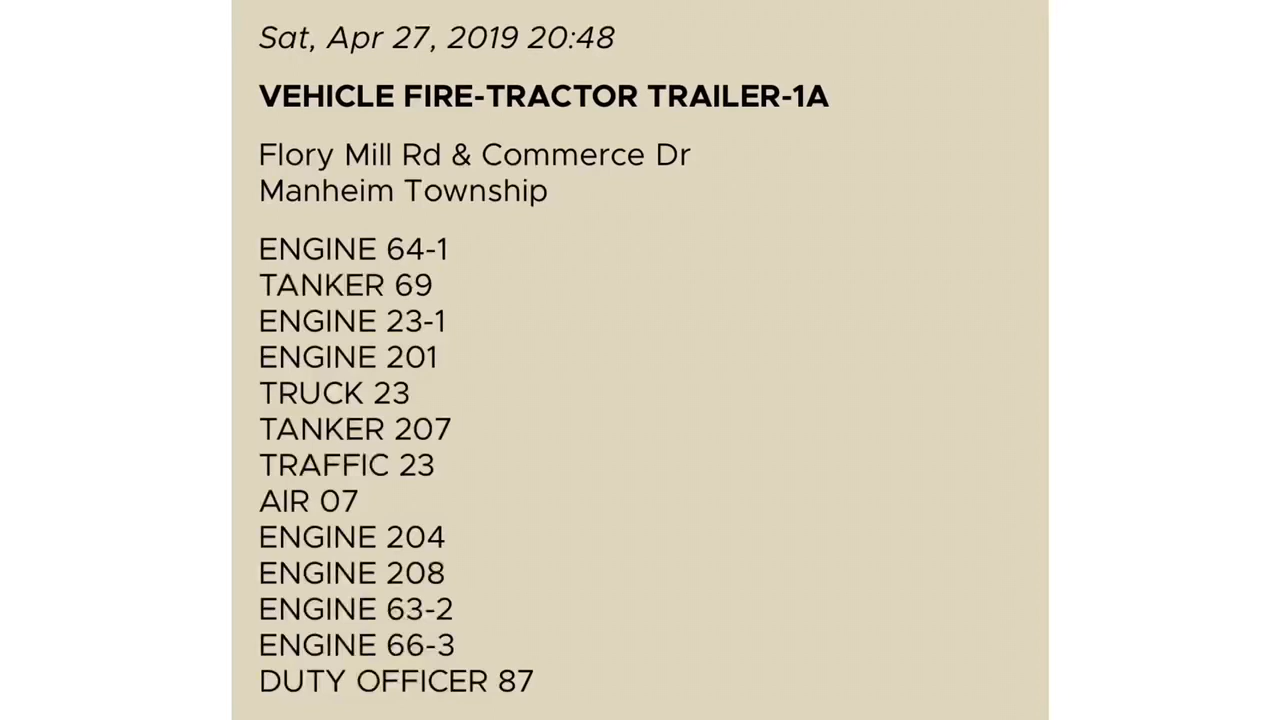 Sat, Apr 27, 2019 20:48
VEHICLE FIRE-TRACTOR TRAILER-1A
Flory Mill Rd & Commerce Dr
Manheim Township
ENGINE 64-1
TANKER 69
ENGINE 23-1
ENGINE 201
TRUCK 23
TANKER 207
TRAFFIC 23
AIR 07
ENGINE 204
ENGINE 208
ENGINE 63-2
ENGINE 66-3
DUTY OFFICER 87